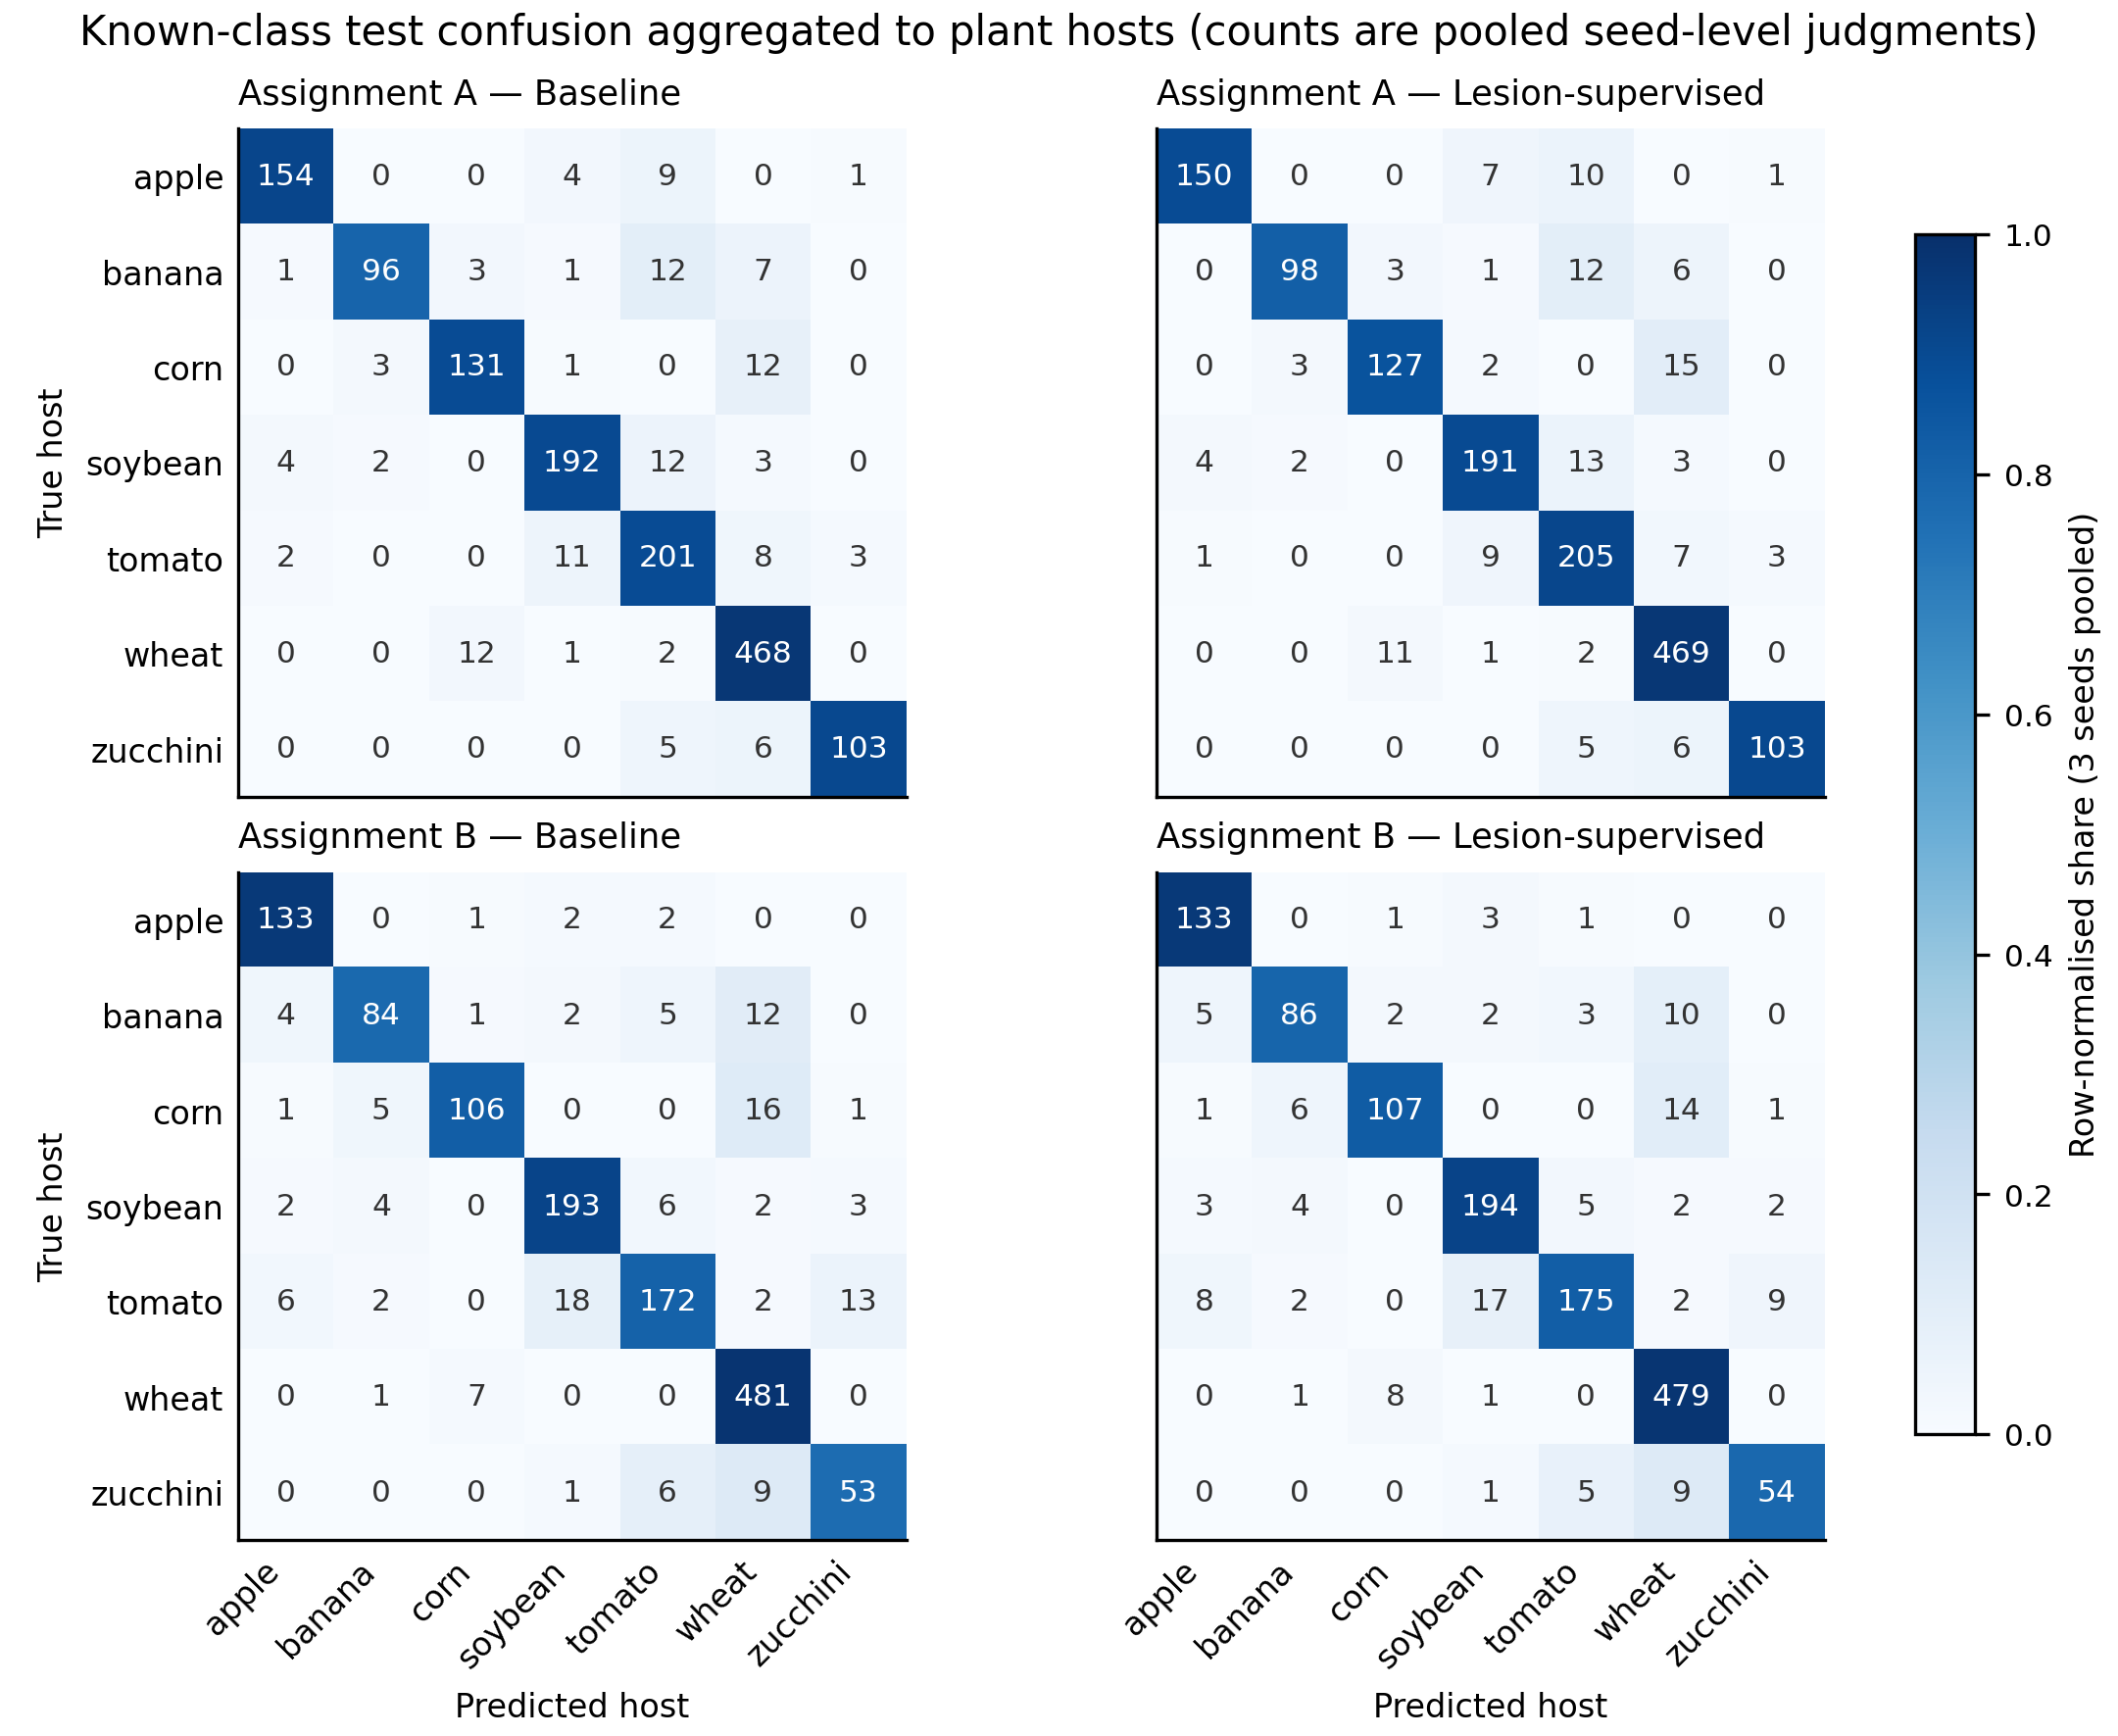 Known-class test confusion aggregated to plant hosts (counts are pooled seed-level judgments)
Assignment A — Baseline
True host
apple 154 0 0 4 9 0 1
banana 1 96 3 1 12 7 0
corn 0 3 131 1 0 12 0
soybean 4 2 0 192 12 3 0
tomato 2 0 0 11 201 8 3
wheat 0 0 12 1 2 468 0
zucchini 0 0 0 0 5 6 103
Assignment A — Lesion-supervised
150 0 0 7 10 0 1
0 98 3 1 12 6 0
0 3 127 2 0 15 0
4 2 0 191 13 3 0
1 0 0 9 205 7 3
0 0 11 1 2 469 0
0 0 0 0 5 6 103
Assignment B — Baseline
True host
apple 133 0 1 2 2 0 0
banana 4 84 1 2 5 12 0
corn 1 5 106 0 0 16 1
soybean 2 4 0 193 6 2 3
tomato 6 2 0 18 172 2 13
wheat 0 1 7 0 0 481 0
zucchini 0 0 0 1 6 9 53
apple banana corn soybean tomato wheat zucchini
Predicted host
Assignment B — Lesion-supervised
133 0 1 3 1 0 0
5 86 2 2 3 10 0
1 6 107 0 0 14 1
3 4 0 194 5 2 2
8 2 0 17 175 2 9
0 1 8 1 0 479 0
0 0 0 1 5 9 54
apple banana corn soybean tomato wheat zucchini
Predicted host
1.0
0.8
0.6
0.4
0.2
0.0
Row-normalised share (3 seeds pooled)